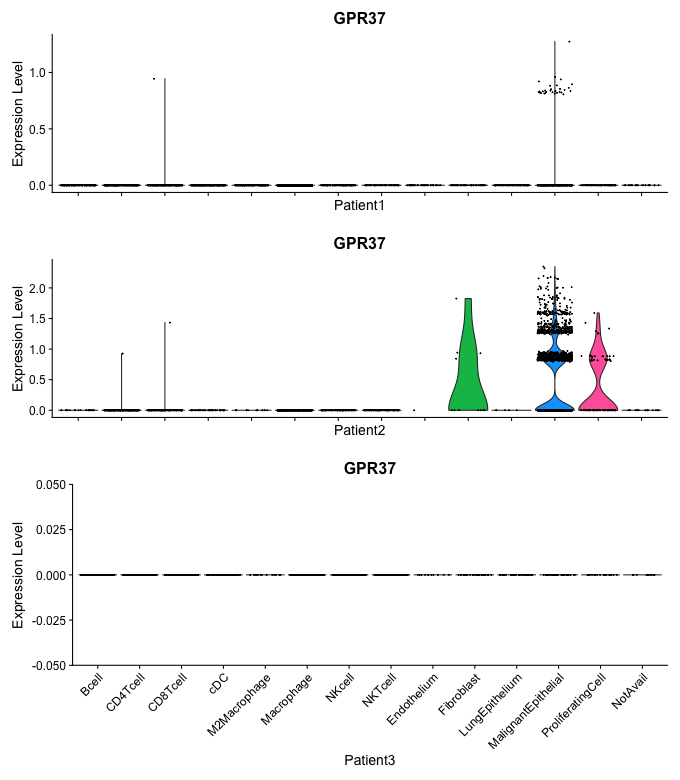 GPR37
Expression Level
1.0
0.5
0.0
Patient1
GPR37
Expression Level
2.0
1.5
1.0
0.5
0.0
Patient2
GPR37
Expression Level
0.050
0.025
0.000
-0.025
-0.050
Bcell
CD4Tcell
CD8Tcell
cDC
M2Macrophage
Macrophage
NKcell
NKTcell
Endothelium
Fibroblast
LungEpithelium
MalignantEpithelial
ProliferatingCell
NotAvail
Patient3